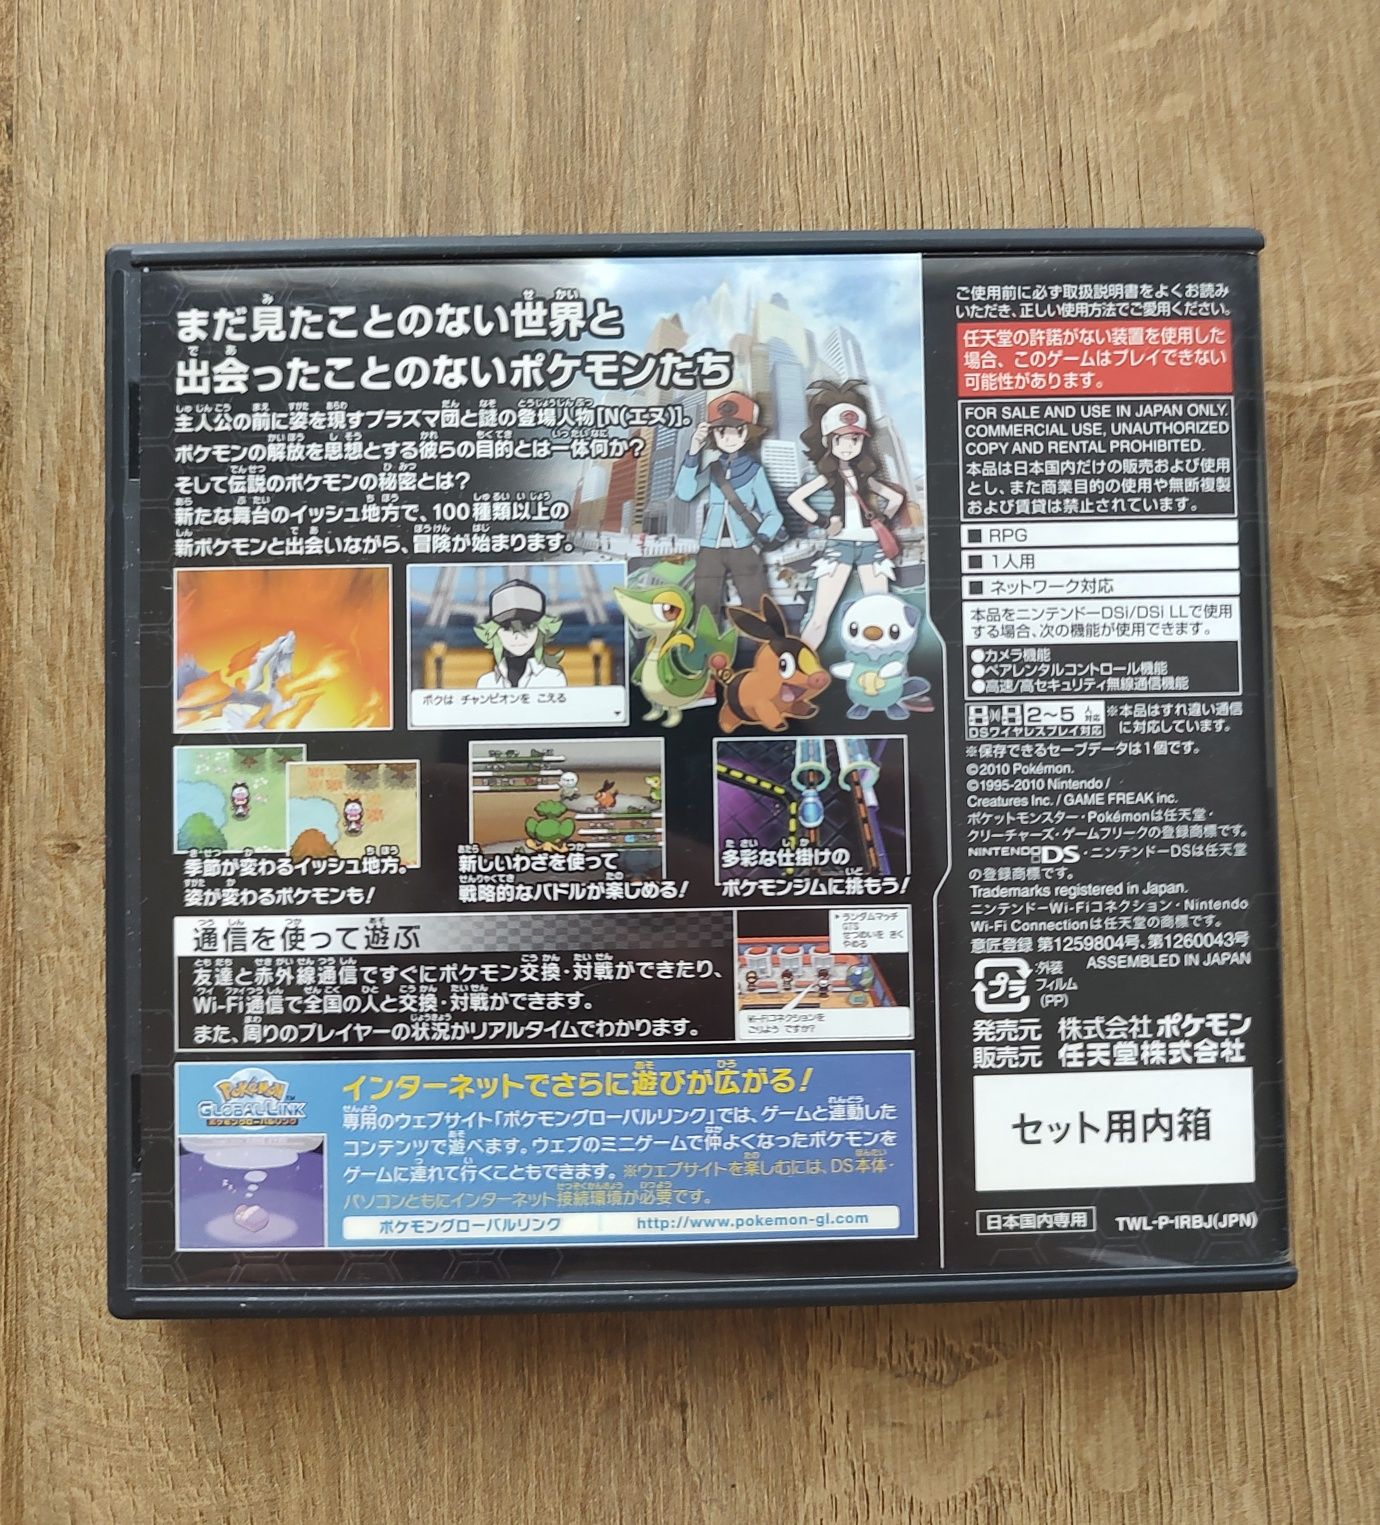 まだ見たことのない世界と
出会ったことのないポケモンたち
主人公の前に姿を現すプラズマ団と謎の登場人物[N(エヌ)]。
ポケモンの解放を思想とする彼らの目的とは一体何か?
そして伝説のポケモンの秘密とは?
新たな舞台のイッシュ地方で、100種類以上の
新ポケモンと出会いながら、冒険が始まります。
ボクは チャンピオンを こえる
季節が変わるイッシュ地方。
姿が変わるポケモンも!
新しいわざを使って
戦略的なバトルが楽しめる!
多彩な仕掛けの
ポケモンジムに挑もう!
通信を使って遊ぶ
友達と赤外線通信ですぐにポケモン交換・対戦ができたり、
Wi-Fi通信で全国の人と交換・対戦ができます。
また、周りのプレイヤーの状況がリアルタイムでわかります。
ランダムマッチ
GTS
せつめいを きく
やめる
Wi-Fiコネクションを
ごりよう ですか?
Pokémon
GLOBAL LINK
ポケモングローバルリンク
インターネットでさらに遊びが広がる!
専用のウェブサイト「ポケモングローバルリンク」では、ゲームと連動した
コンテンツで遊べます。ウェブのミニゲームで仲よくなったポケモンを
ゲームに連れて行くこともできます。※ウェブサイトを楽しむには、DS本体・
パソコンともにインターネット接続環境が必要です。
ポケモングローバルリンク http://www.pokemon-gl.com
ご使用前に必ず取扱説明書をよくお読み
いただき、正しい使用方法でご愛用ください。
任天堂の許諾がない装置を使用した
場合、このゲームはプレイできない
可能性があります。
FOR SALE AND USE IN JAPAN ONLY.
COMMERCIAL USE, UNAUTHORIZED
COPY AND RENTAL PROHIBITED.
本品は日本国内だけの販売および使用
とし、また商業目的の使用や無断複製
および賃貸は禁止されています。
■ RPG
■ 1人用
■ ネットワーク対応
本品をニンテンドーDSi/DSi LLで使用
する場合、次の機能が使用できます。
●カメラ機能
●ペアレンタルコントロール機能
●高速/高セキュリティ無線通信機能
2〜5人対応
DSワイヤレスプレイ対応
※本品はすれ違い通信
に対応しています。
※保存できるセーブデータは1個です。
©2010 Pokémon.
©1995-2010 Nintendo /
Creatures Inc. / GAME FREAK inc.
ポケットモンスター・Pokémonは任天堂・
クリーチャーズ・ゲームフリークの登録商標です。
NINTENDO DS・ニンテンドーDSは任天堂
の登録商標です。
Trademarks registered in Japan.
ニンテンドーWi-Fiコネクション・Nintendo
Wi-Fi Connectionは任天堂の商標です。
意匠登録 第1259804号、第1260043号
ASSEMBLED IN JAPAN
プラ
外装
フィルム
(PP)
発売元 株式会社ポケモン
販売元 任天堂株式会社
セット用内箱
日本国内専用 TWL-P-IRBJ(JPN)